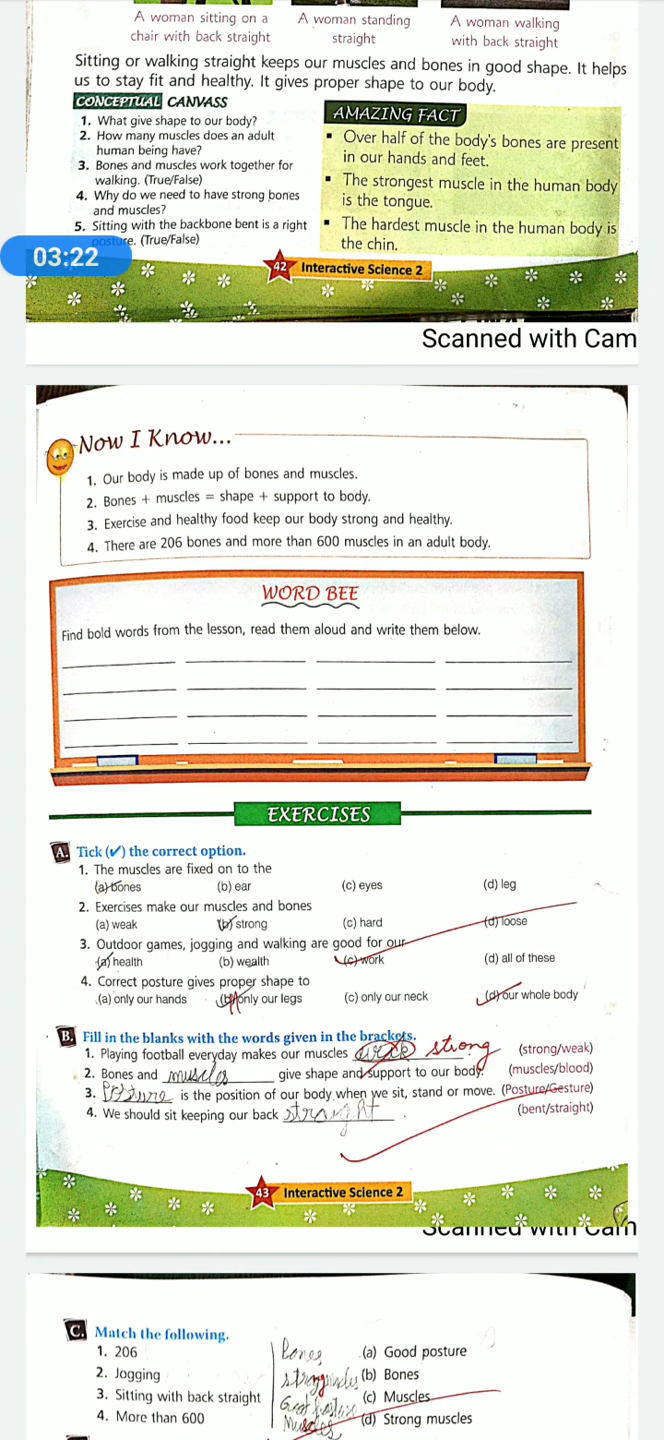 A woman sitting on a chair with back straight
A woman standing straight
A woman walking with back straight
Sitting or walking straight keeps our muscles and bones in good shape. It helps
us to stay fit and healthy. It gives proper shape to our body.
CONCEPTUAL CANVASS
1. What give shape to our body?
2. How many muscles does an adult
human being have?
3. Bones and muscles work together for
walking. (True/False)
4. Why do we need to have strong bones
and muscles?
5. Sitting with the backbone bent is a right
posture. (True/False)
AMAZING FACT
▪ Over half of the body's bones are present
in our hands and feet.
▪ The strongest muscle in the human body
is the tongue.
▪ The hardest muscle in the human body is
the chin.
03:22
42 Interactive Science 2
Scanned with Cam
Now I Know...
1. Our body is made up of bones and muscles.
2. Bones + muscles = shape + support to body.
3. Exercise and healthy food keep our body strong and healthy.
4. There are 206 bones and more than 600 muscles in an adult body.
WORD BEE
Find bold words from the lesson, read them aloud and write them below.
EXERCISES
A. Tick (✔) the correct option.
1. The muscles are fixed on to the
(a) bones (b) ear (c) eyes (d) leg
2. Exercises make our muscles and bones
(a) weak (b) strong (c) hard (d) loose
3. Outdoor games, jogging and walking are good for our
(a) health (b) wealth (c) work (d) all of these
4. Correct posture gives proper shape to
(a) only our hands (b) only our legs (c) only our neck (d) our whole body
B. Fill in the blanks with the words given in the brackets.
1. Playing football everyday makes our muscles weak strong (strong/weak)
2. Bones and muscles give shape and support to our body. (muscles/blood)
3. Posture is the position of our body when we sit, stand or move. (Posture/Gesture)
4. We should sit keeping our back straight. (bent/straight)
43 Interactive Science 2
Scanned with Cam
C. Match the following.
1. 206 Bones (a) Good posture
2. Jogging strong muscles (b) Bones
3. Sitting with back straight Good posture (c) Muscles
4. More than 600 Muscles (d) Strong muscles